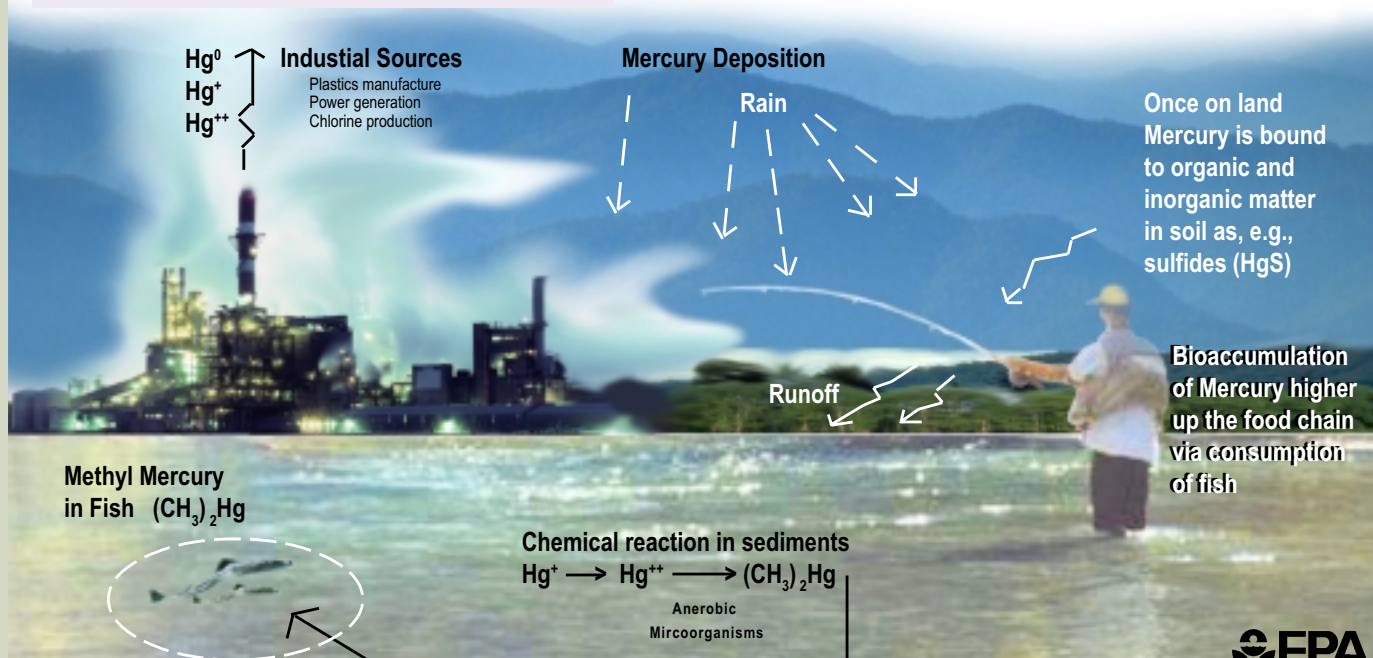 Hg⁰
Hg⁺
Hg⁺⁺
Industial Sources
Plastics manufacture
Power generation
Chlorine production
Mercury Deposition
Rain
Once on land
Mercury is bound
to organic and
inorganic matter
in soil as, e.g.,
sulfides (HgS)
Runoff
Bioaccumulation
of Mercury higher
up the food chain
via consumption
of fish
Methyl Mercury
in Fish (CH₃)₂Hg
Chemical reaction in sediments
Hg⁺ → Hg⁺⁺ → (CH₃)₂Hg
Anerobic
Mircoorganisms
EPA